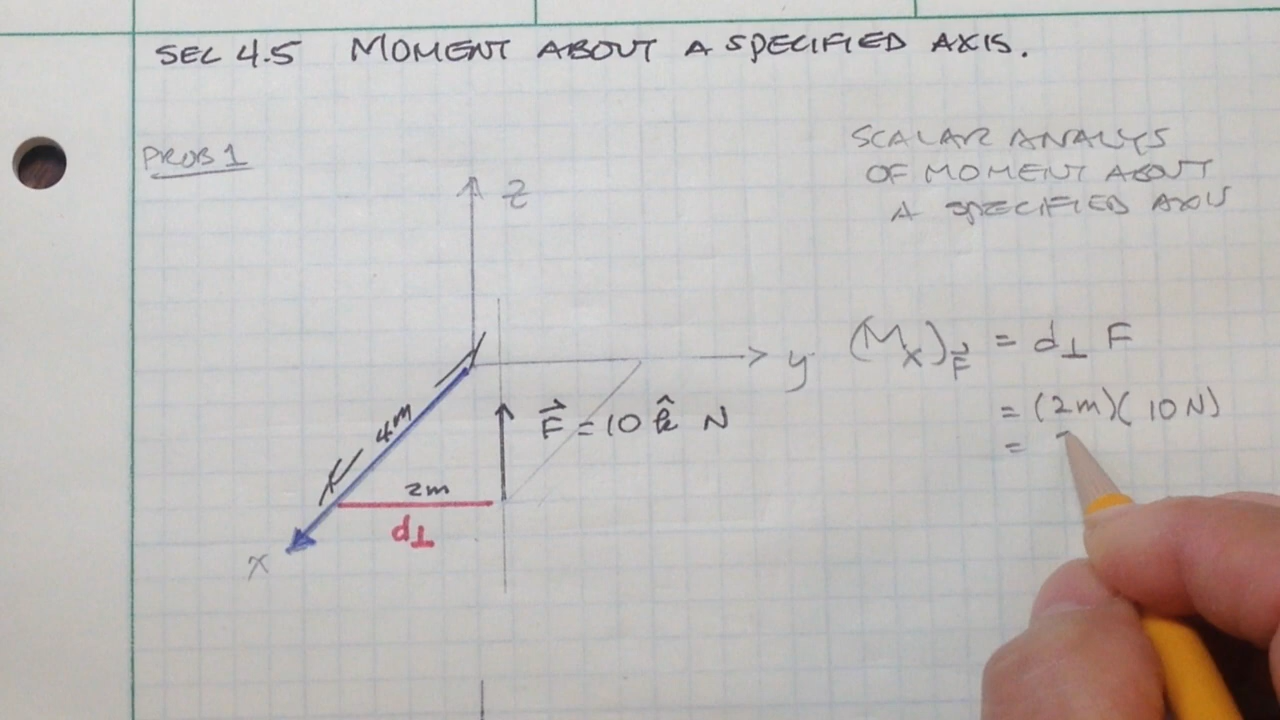 SEC 4.5 MOMENT ABOUT A SPECIFIED AXIS.
PROB 1
SCALAR ANALYS
OF MOMENT ABOUT
A SPECIFIED AXIS
z
y
(Mx)F⃗ = d⊥ F
= (2m)(10N)
=
4m
F⃗ = 10 k̂ N
2m
d⊥
x